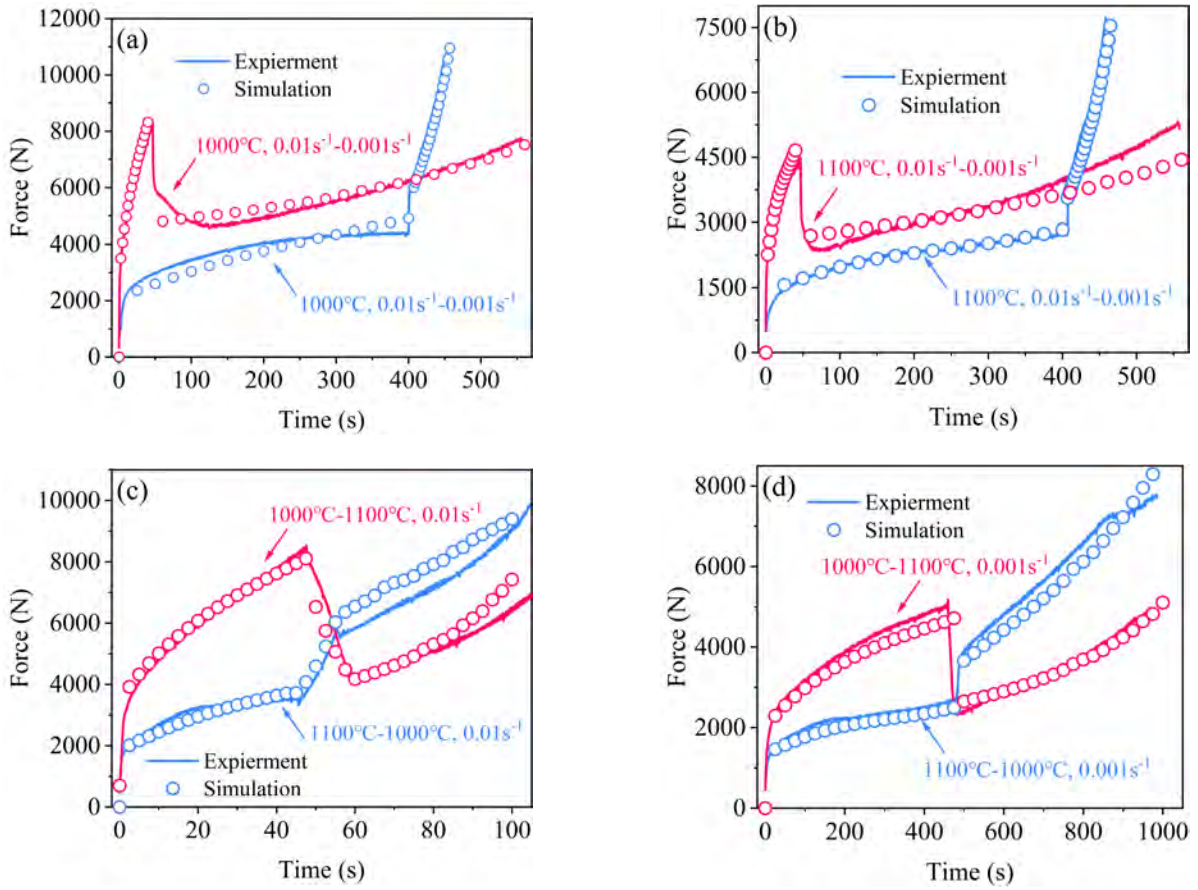 (a)
Expierment
Simulation
1000°C, 0.01s⁻¹-0.001s⁻¹
1000°C, 0.01s⁻¹-0.001s⁻¹
Force (N)
12000
10000
8000
6000
4000
2000
0
0 100 200 300 400 500
Time (s)
(b)
Expierment
Simulation
1100°C, 0.01s⁻¹-0.001s⁻¹
1100°C, 0.01s⁻¹-0.001s⁻¹
Force (N)
7500
6000
4500
3000
1500
0
0 100 200 300 400 500
Time (s)
(c)
1000°C-1100°C, 0.01s⁻¹
1100°C-1000°C, 0.01s⁻¹
Expierment
Simulation
Force (N)
10000
8000
6000
4000
2000
0
0 20 40 60 80 100
Time (s)
(d)
Expierment
Simulation
1000°C-1100°C, 0.001s⁻¹
1100°C-1000°C, 0.001s⁻¹
Force (N)
8000
6000
4000
2000
0
0 200 400 600 800 1000
Time (s)